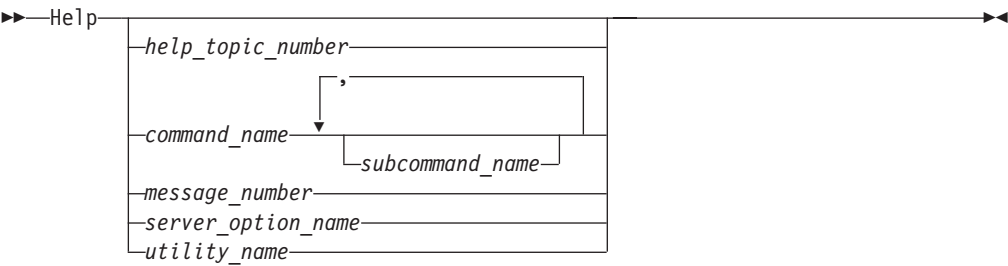 Help
help_topic_number
,
command_name
subcommand_name
message_number
server_option_name
utility_name